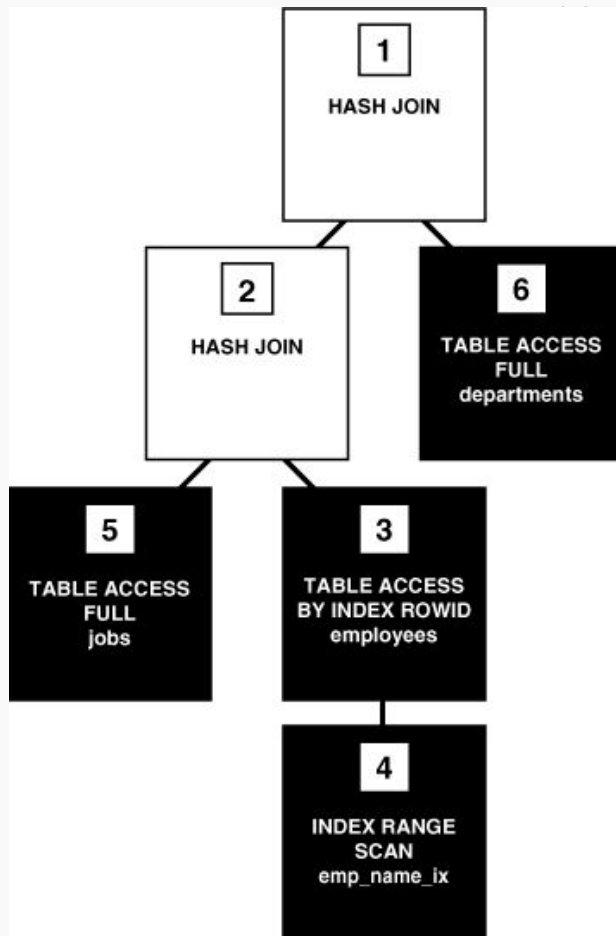 1
HASH JOIN
2
HASH JOIN
6
TABLE ACCESS
FULL
departments
5
TABLE ACCESS
FULL
jobs
3
TABLE ACCESS
BY INDEX ROWID
employees
4
INDEX RANGE
SCAN
emp_name_ix